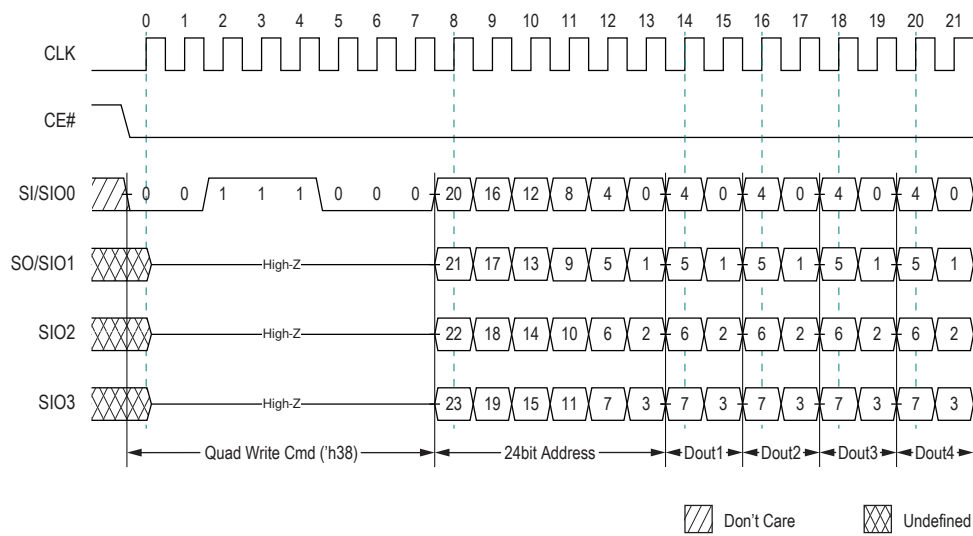 0 1 2 3 4 5 6 7 8 9 10 11 12 13 14 15 16 17 18 19 20 21
CLK
CE#
SI/SIO0 0 0 1 1 1 0 0 0 20 16 12 8 4 0 4 0 4 0 4 0 4 0
SO/SIO1 High-Z 21 17 13 9 5 1 5 1 5 1 5 1 5 1
SIO2 High-Z 22 18 14 10 6 2 6 2 6 2 6 2 6 2
SIO3 High-Z 23 19 15 11 7 3 7 3 7 3 7 3 7 3
Quad Write Cmd ('h38) 24bit Address Dout1 Dout2 Dout3 Dout4
Don't Care Undefined